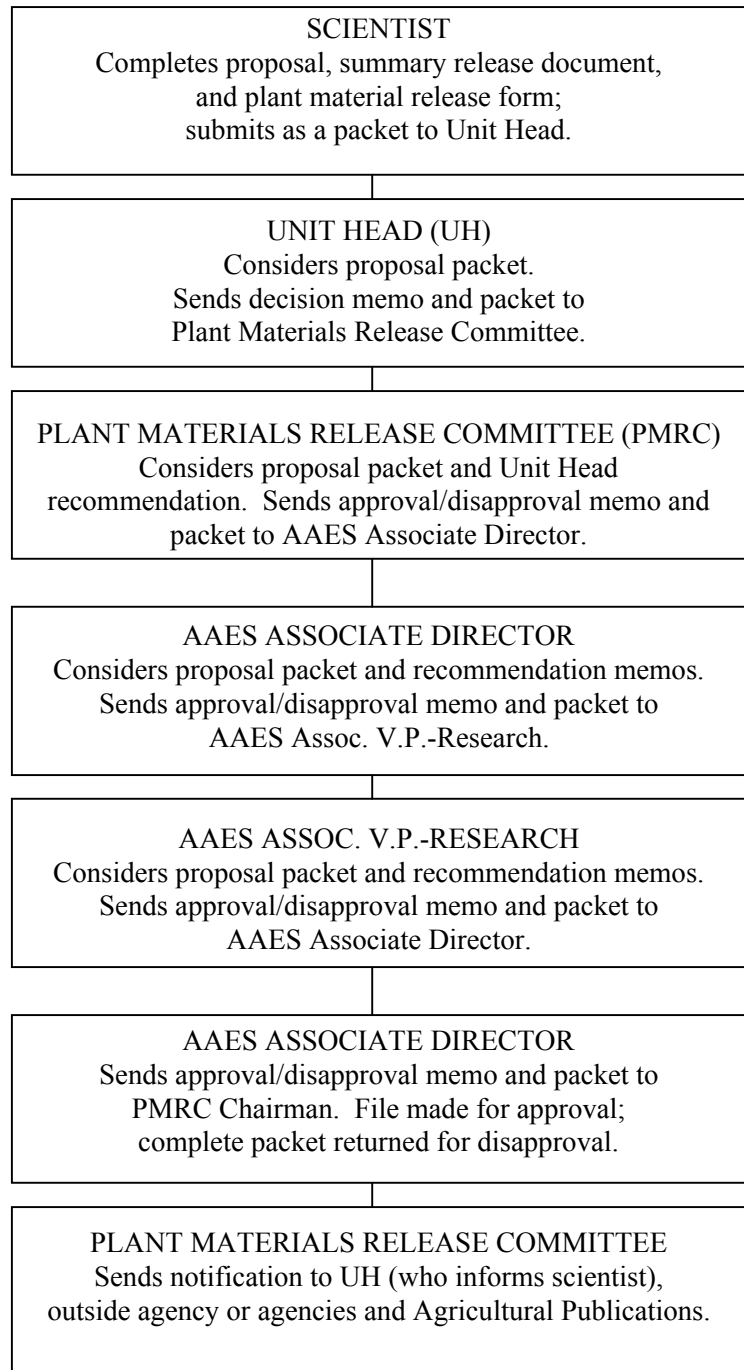 SCIENTIST
Completes proposal, summary release document,
and plant material release form;
submits as a packet to Unit Head.
UNIT HEAD (UH)
Considers proposal packet.
Sends decision memo and packet to
Plant Materials Release Committee.
PLANT MATERIALS RELEASE COMMITTEE (PMRC)
Considers proposal packet and Unit Head
recommendation.  Sends approval/disapproval memo and
packet to AAES Associate Director.
AAES ASSOCIATE DIRECTOR
Considers proposal packet and recommendation memos.
Sends approval/disapproval memo and packet to
AAES Assoc. V.P.-Research.
AAES ASSOC. V.P.-RESEARCH
Considers proposal packet and recommendation memos.
Sends approval/disapproval memo and packet to
AAES Associate Director.
AAES ASSOCIATE DIRECTOR
Sends approval/disapproval memo and packet to
PMRC Chairman.  File made for approval;
complete packet returned for disapproval.
PLANT MATERIALS RELEASE COMMITTEE
Sends notification to UH (who informs scientist),
outside agency or agencies and Agricultural Publications.